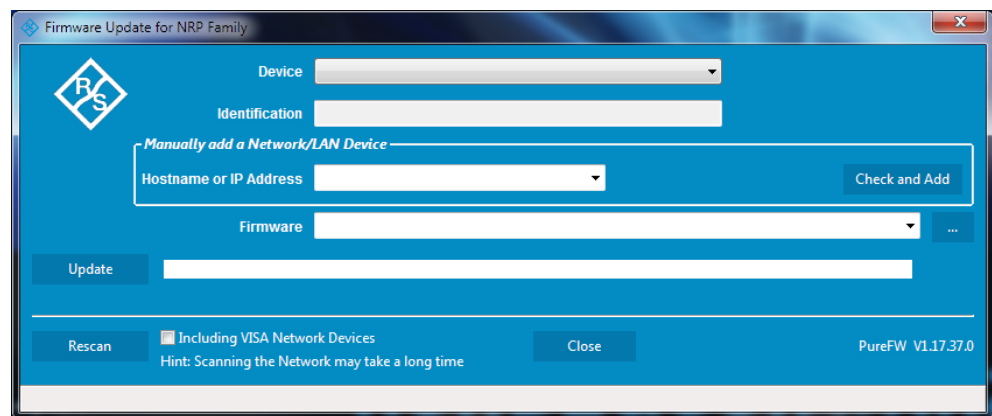 Firmware Update for NRP Family
R
S
Device
Identification
Manually add a Network/LAN Device
Hostname or IP Address
Check and Add
Firmware
...
Update
Including VISA Network Devices
Rescan
Close
PureFW V1.17.37.0
Hint: Scanning the Network may take a long time